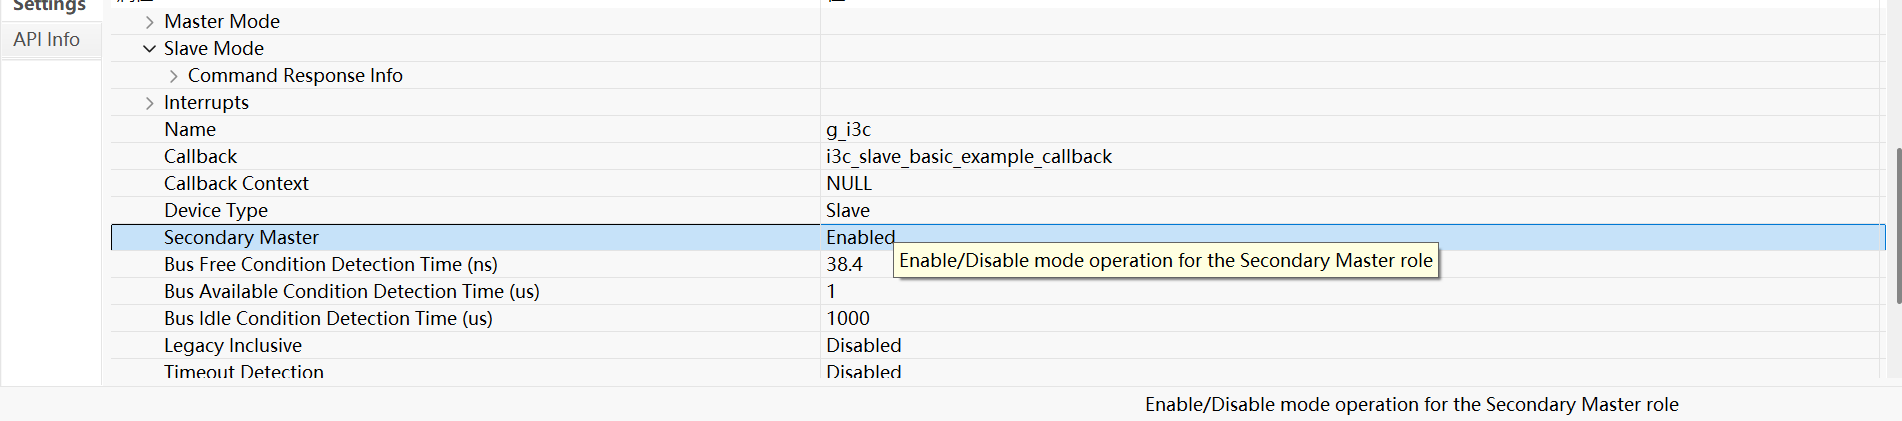 Settings
API Info
Master Mode
Slave Mode
Command Response Info
Interrupts
Name g_i3c
Callback i3c_slave_basic_example_callback
Callback Context NULL
Device Type Slave
Secondary Master Enabled
Enable/Disable mode operation for the Secondary Master role
Bus Free Condition Detection Time (ns) 38.4
Bus Available Condition Detection Time (us) 1
Bus Idle Condition Detection Time (us) 1000
Legacy Inclusive Disabled
Timeout Detection Disabled
Enable/Disable mode operation for the Secondary Master role